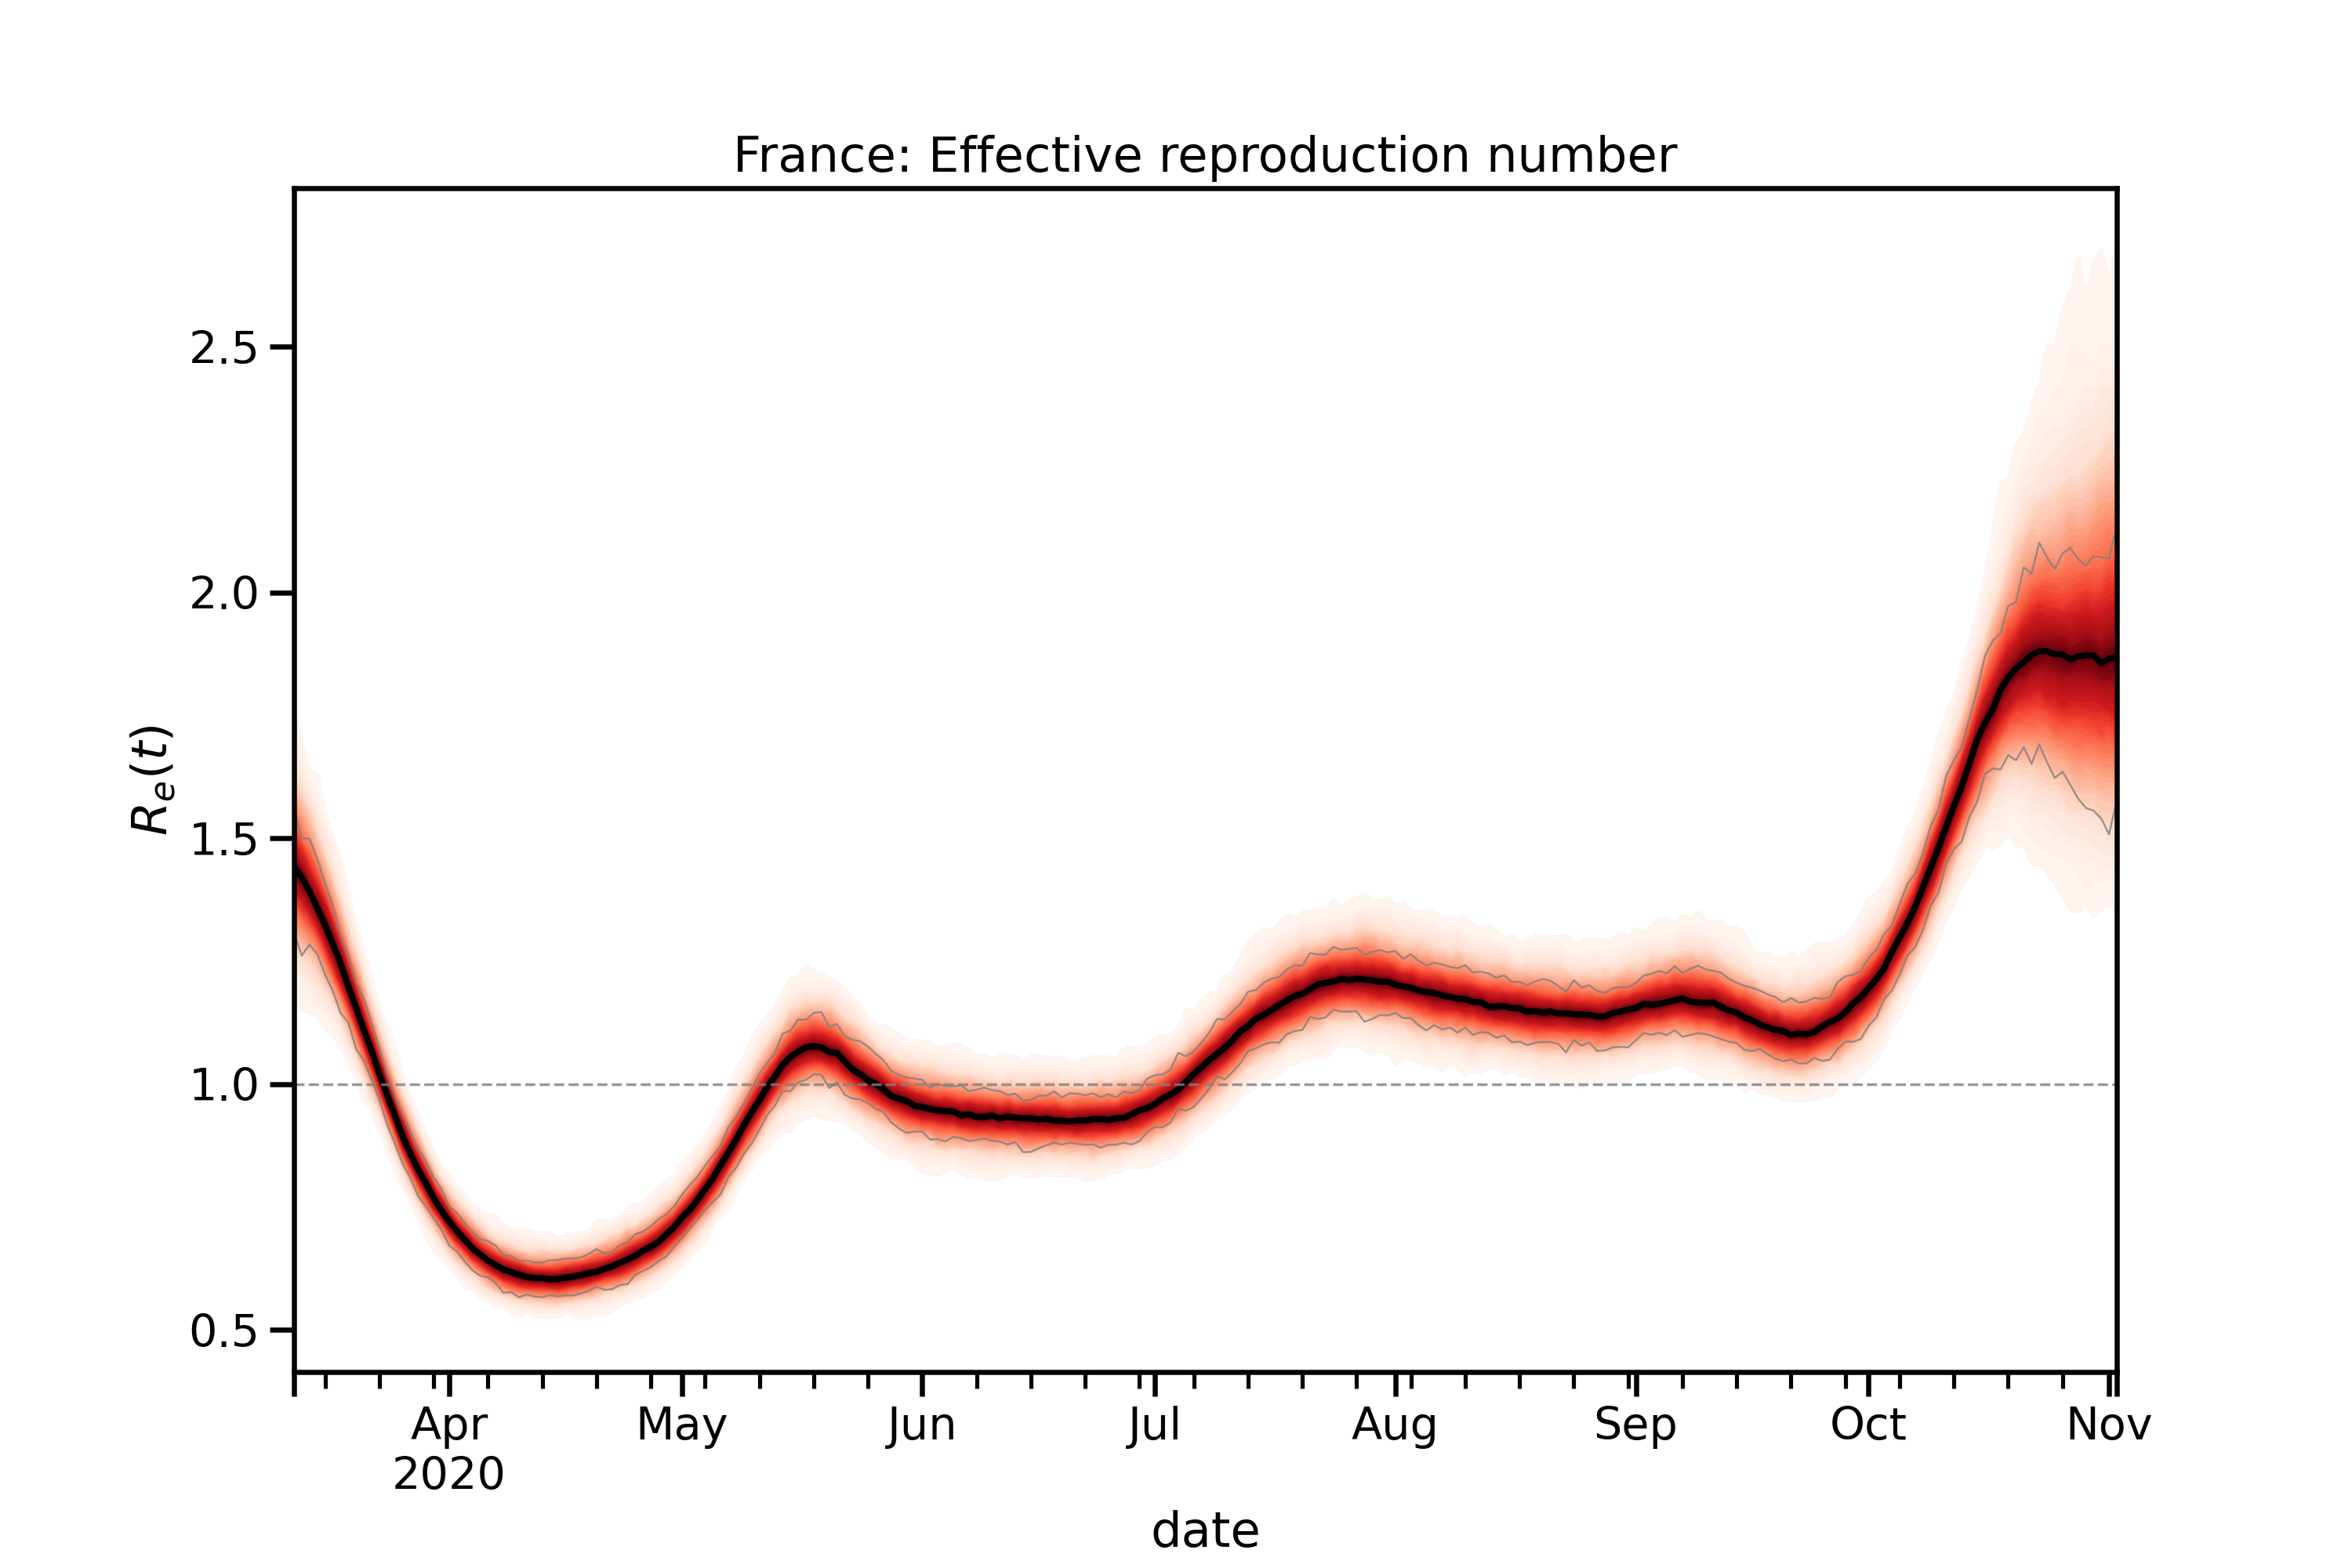 France: Effective reproduction number
2.5
2.0
1.5
1.0
0.5
Rₑ(t)
Apr May Jun Jul Aug Sep Oct Nov
2020
date